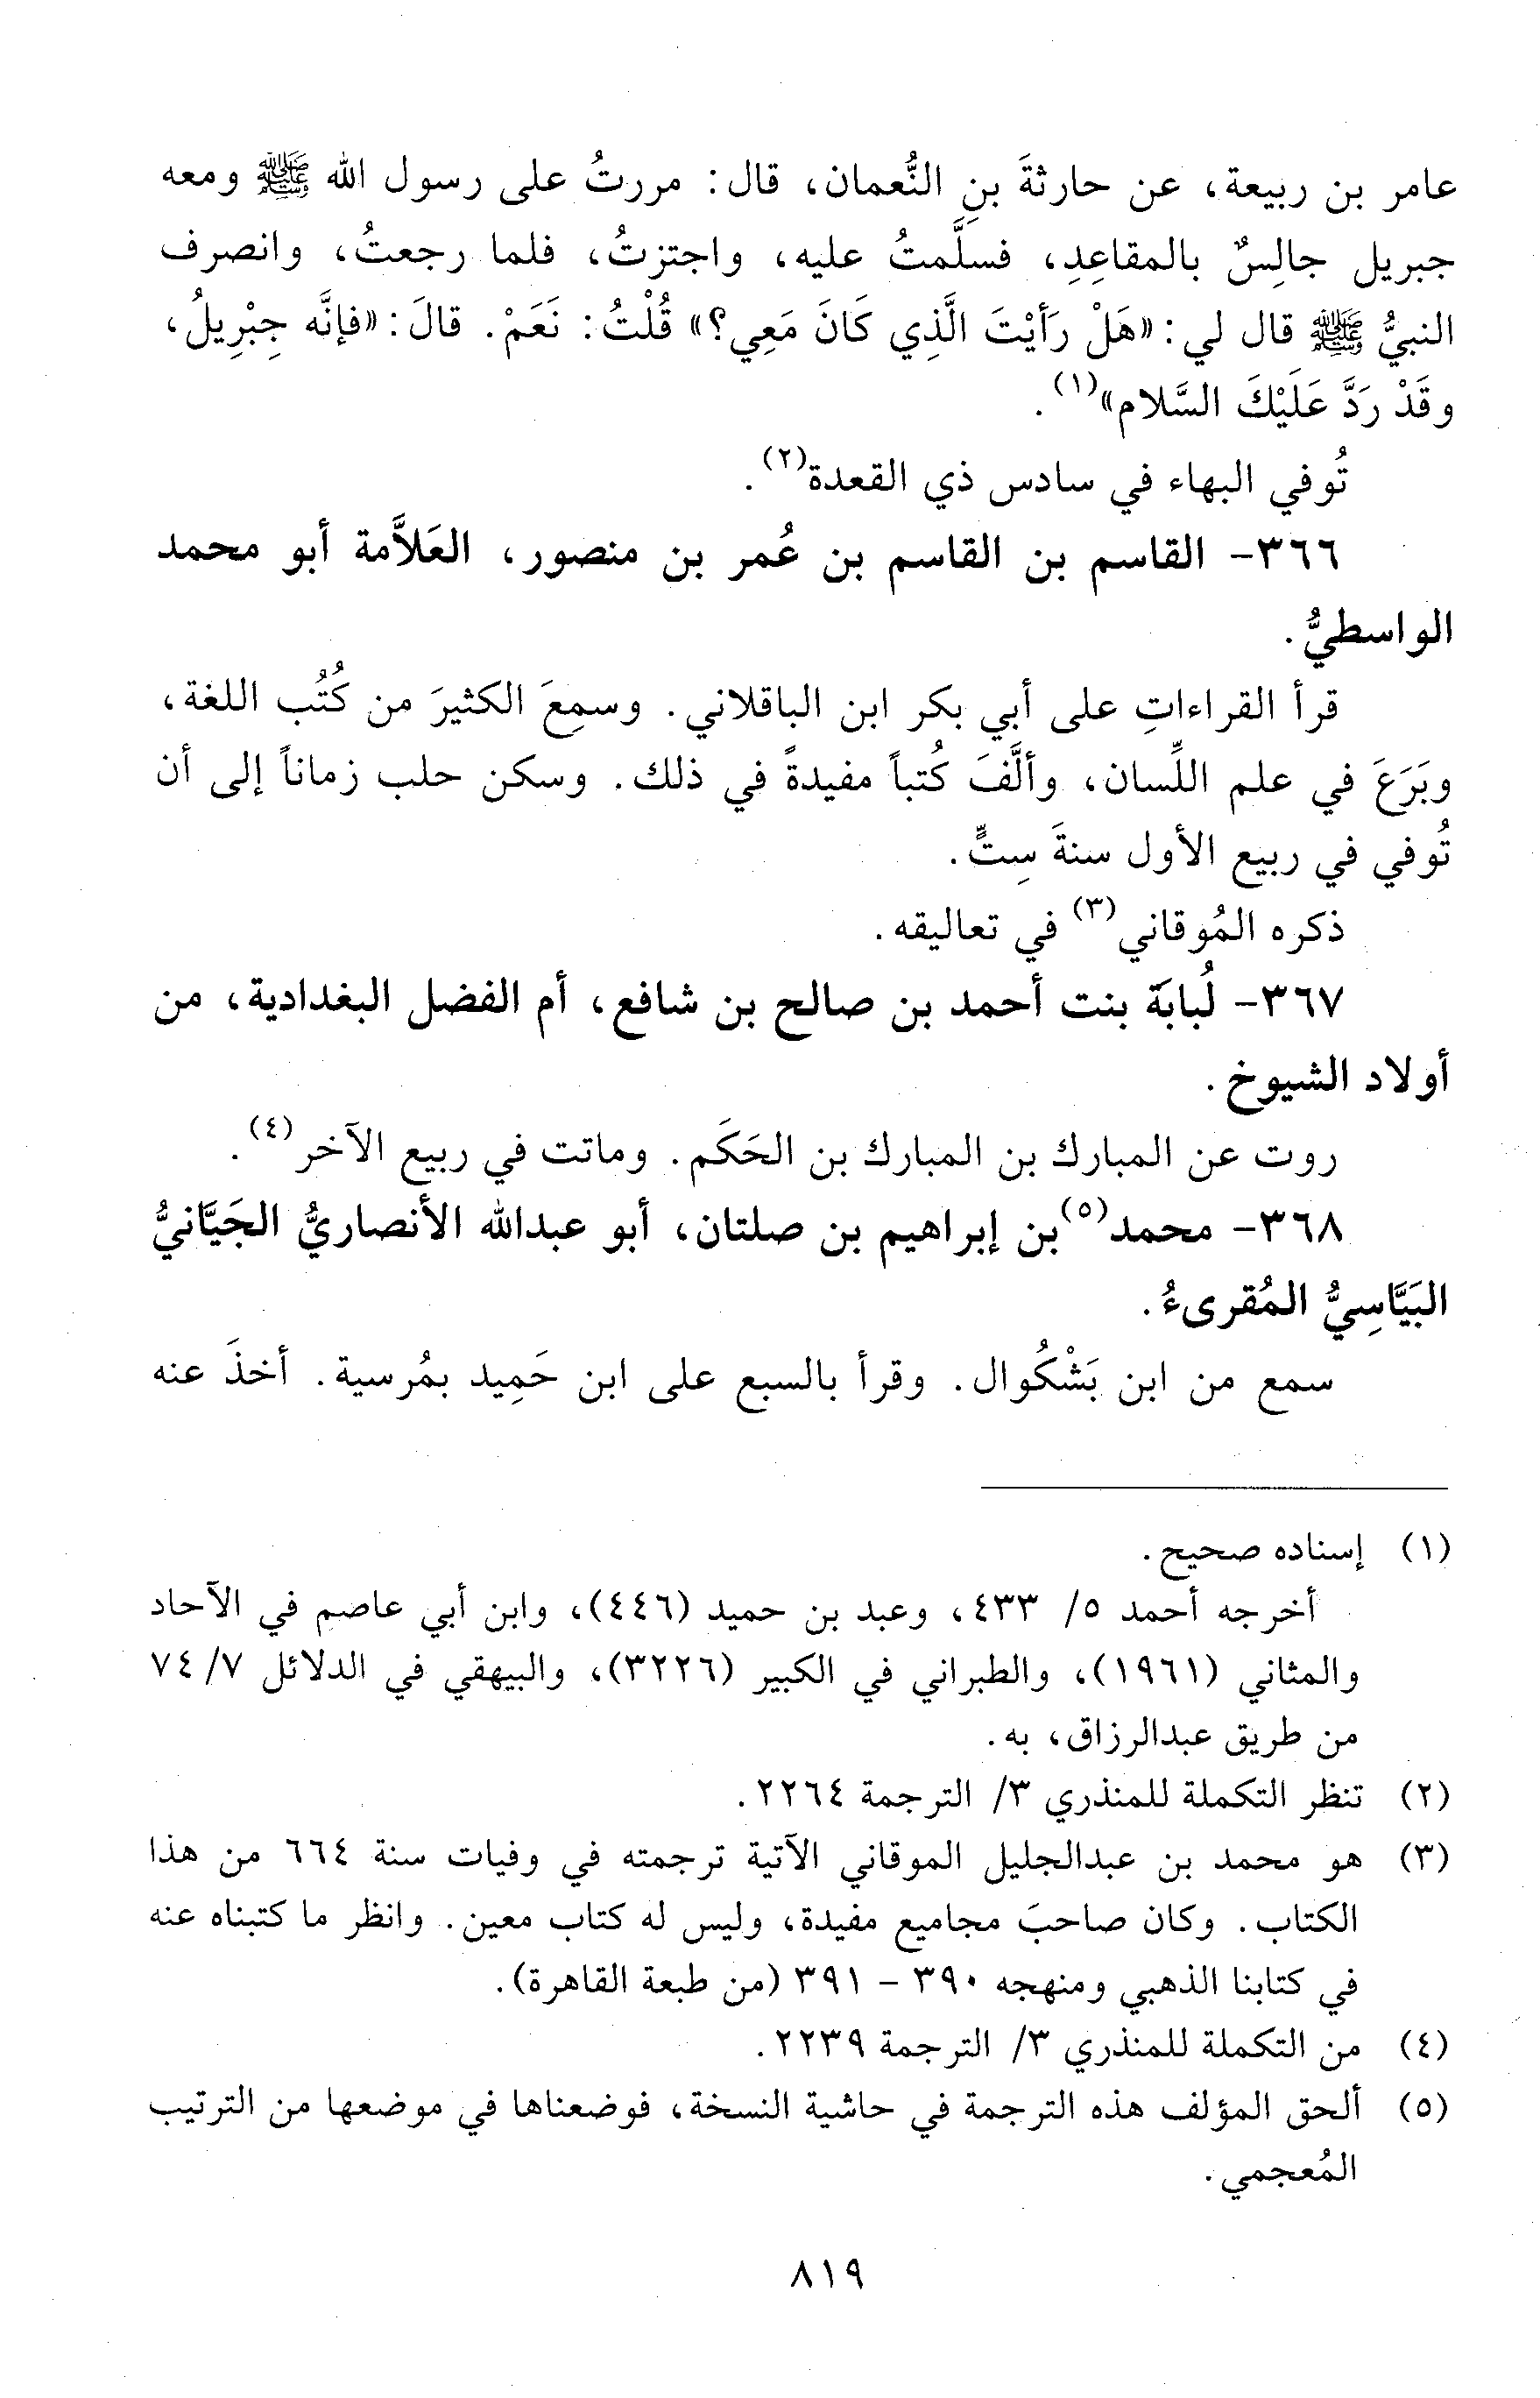 عامر بن ربيعة، عن حارثةَ بنِ النُّعمان، قال: مررتُ على رسول الله ﷺ ومعه
جبريل جالِسٌ بالمقاعِدِ، فسلَّمتُ عليه، واجتزتُ، فلما رجعتُ، وانصرف
النبيُّ ﷺ قال لي: «هَلْ رَأَيْتَ الَّذِي كَانَ مَعِي؟» قُلْتُ: نَعَمْ. قالَ: «فإنَّه جِبْرِيلُ،
وقَدْ رَدَّ عَلَيْكَ السَّلام»(١).
تُوفي البهاء في سادس ذي القعدة(٢).
٣٦٦- القاسم بن القاسم بن عُمر بن منصور، العَلاَّمة أبو محمد
الواسطيُّ.
قرأ القراءاتِ على أبي بكر ابن الباقلاني. وسمِعَ الكثيرَ من كُتُب اللغة،
وبَرَعَ في علم اللِّسان، وألَّفَ كُتباً مفيدةً في ذلك. وسكن حلب زماناً إلى أن
تُوفي في ربيع الأول سنةَ سِتٍّ.
ذكره المُوقاني(٣) في تعاليقه.
٣٦٧- لُبابَة بنت أحمد بن صالح بن شافع، أم الفضل البغدادية، من
أولاد الشيوخ.
روت عن المبارك بن المبارك بن الحَكَم. وماتت في ربيع الآخر(٤).
٣٦٨- محمد(٥) بن إبراهيم بن صلتان، أبو عبدالله الأنصاريُّ الجَيَّانيُّ
البَيَّاسِيُّ المُقرىءُ.
سمع من ابن بَشْكُوال. وقرأ بالسبع على ابن حَمِيد بمُرسية. أخذَ عنه
(١) إسناده صحيح.
أخرجه أحمد ٥/ ٤٣٣، وعبد بن حميد (٤٤٦)، وابن أبي عاصم في الآحاد
والمثاني (١٩٦١)، والطبراني في الكبير (٣٢٢٦)، والبيهقي في الدلائل ٧/ ٧٤
من طريق عبدالرزاق، به.
(٢) تنظر التكملة للمنذري ٣/ الترجمة ٢٢٦٤.
(٣) هو محمد بن عبدالجليل الموقاني الآتية ترجمته في وفيات سنة ٦٦٤ من هذا
الكتاب. وكان صاحبَ مجاميع مفيدة، وليس له كتاب معين. وانظر ما كتبناه عنه
في كتابنا الذهبي ومنهجه ٣٩٠ - ٣٩١ (من طبعة القاهرة).
(٤) من التكملة للمنذري ٣/ الترجمة ٢٢٣٩.
(٥) ألحق المؤلف هذه الترجمة في حاشية النسخة، فوضعناها في موضعها من الترتيب
المُعجمي.
٨١٩